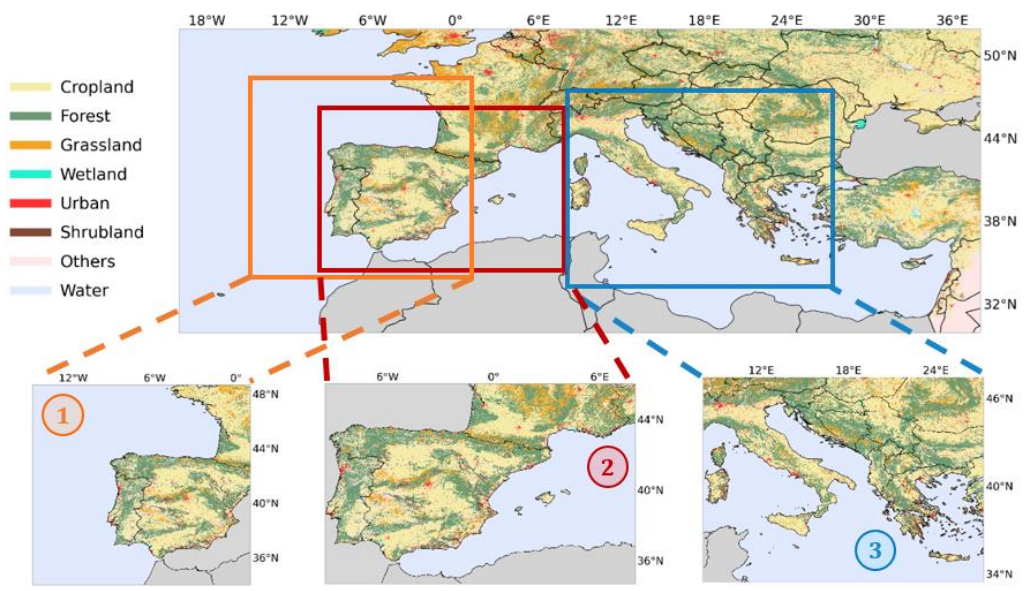 18°W 12°W 6°W 0° 6°E 12°E 18°E 24°E 30°E 36°E
50°N
44°N
38°N
32°N
Cropland
Forest
Grassland
Wetland
Urban
Shrubland
Others
Water
12°W 6°W 0°
48°N
44°N
40°N
36°N
1
6°W 0° 6°E
44°N
40°N
36°N
2
12°E 18°E 24°E
46°N
40°N
34°N
3